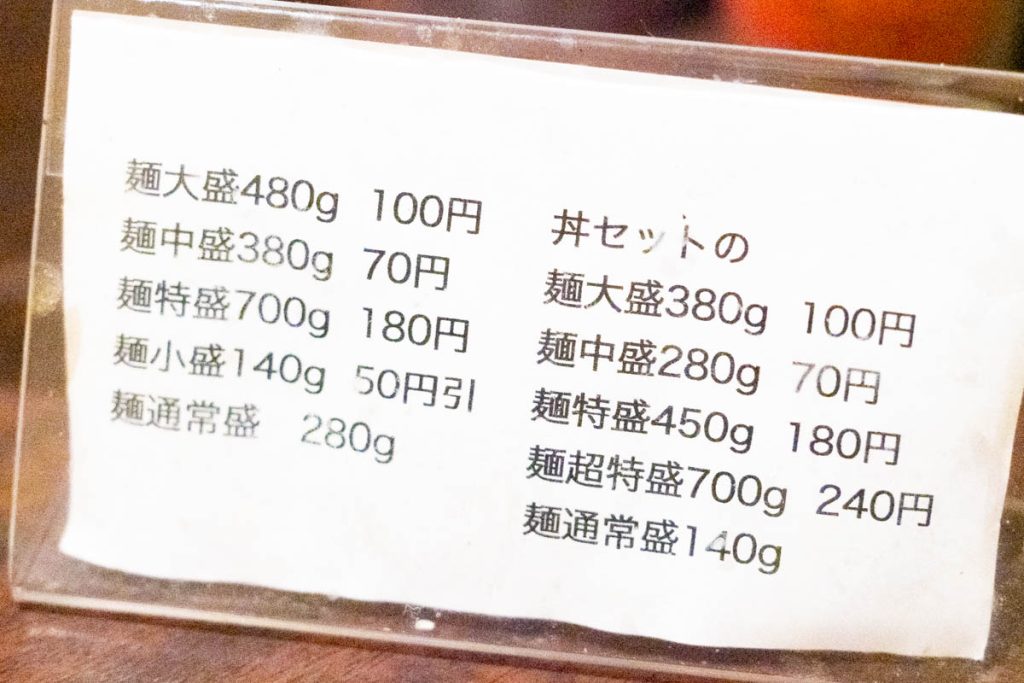 麺大盛480g 100円
麺中盛380g 70円
麺特盛700g 180円
麺小盛140g 50円引
麺通常盛 280g
丼セットの
麺大盛380g 100円
麺中盛280g 70円
麺特盛450g 180円
麺超特盛700g 240円
麺通常盛140g